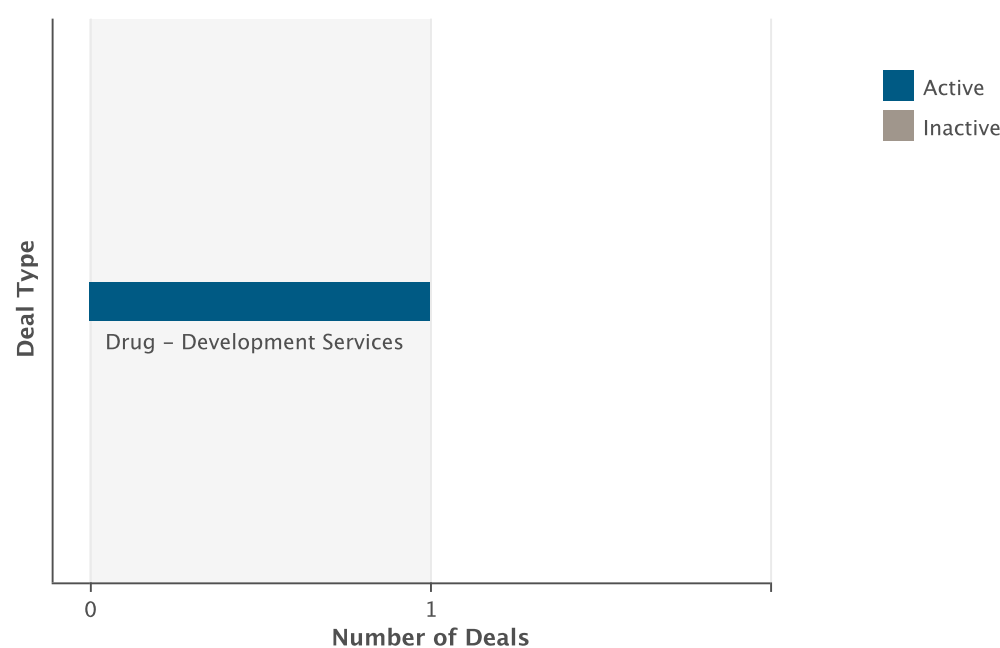 Active
Inactive
Deal Type
Drug – Development Services
0
1
Number of Deals